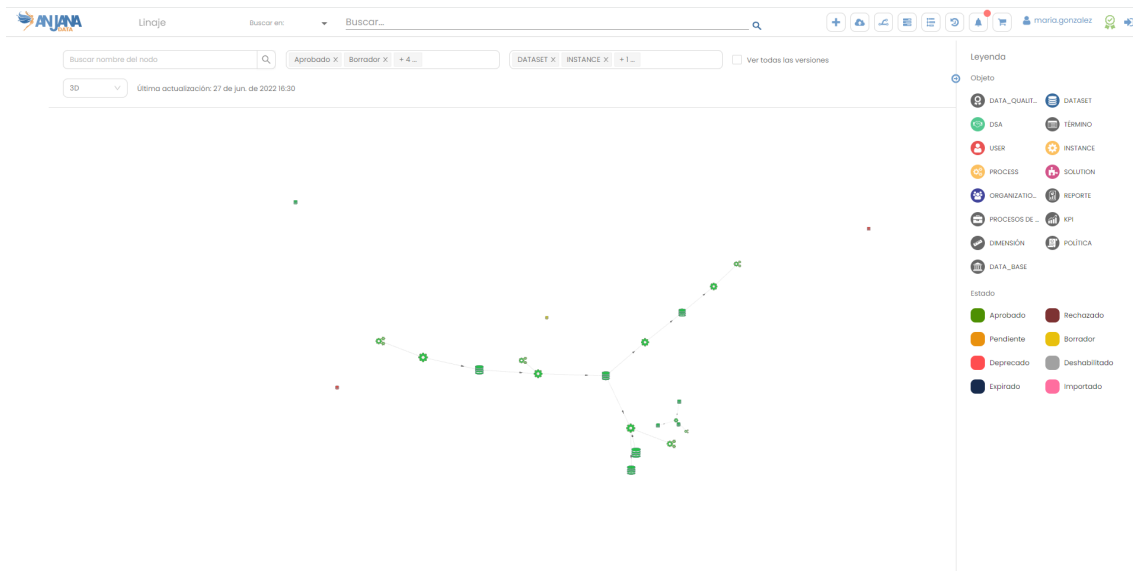 ANJANA
DATA
Linaje
Buscar en:
Buscar...
maria.gonzalez
Buscar nombre del nodo
Aprobado × Borrador × + 4 ...
DATASET × INSTANCE × + 1 ...
Ver todas las versiones
3D
Última actualización: 27 de jun. de 2022 16:30
Leyenda
Objeto
DATA_QUALIT... DATASET
DSA TÉRMINO
USER INSTANCE
PROCESS SOLUTION
ORGANIZATIO... REPORTE
PROCESOS DE ... KPI
DIMENSIÓN POLÍTICA
DATA_BASE
Estado
Aprobado Rechazado
Pendiente Borrador
Deprecado Deshabilitado
Expirado Importado